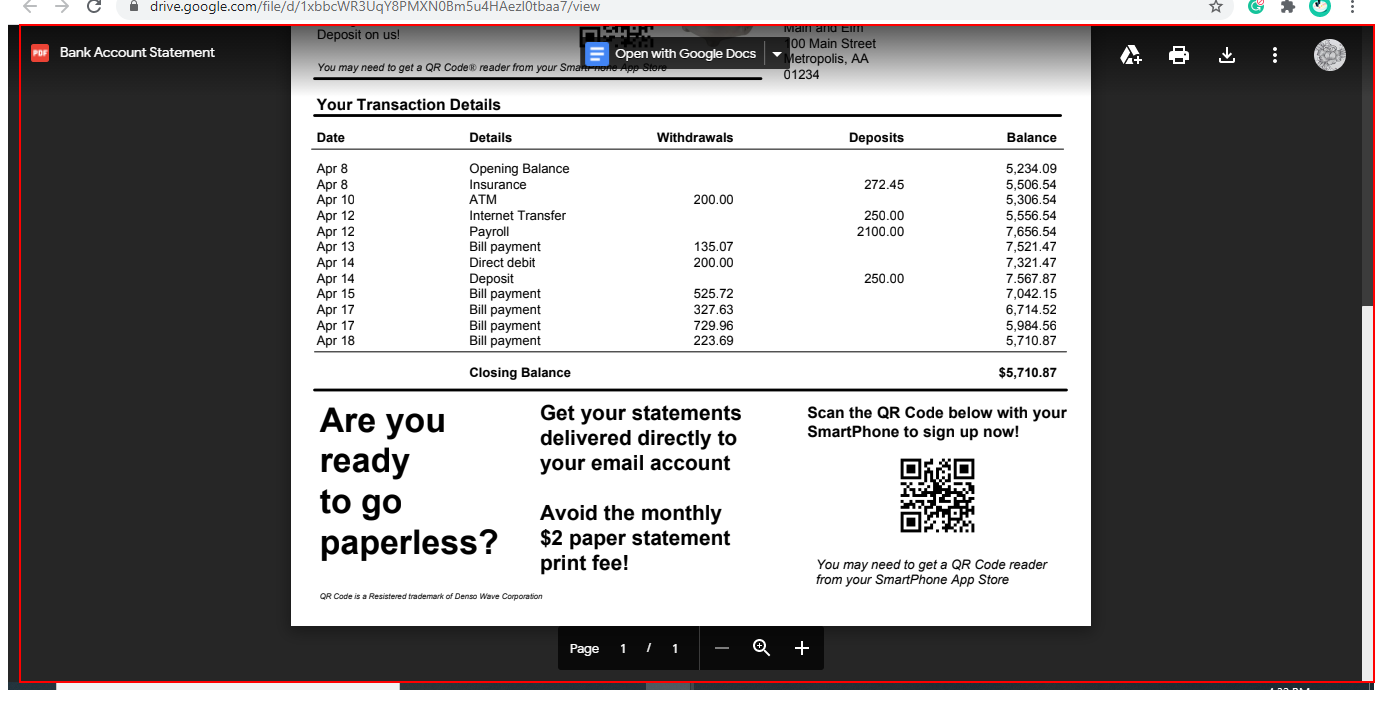 drive.google.com/file/d/1xbbcWR3UqY8PMXN0Bm5u4HAezI0tbaa7/view
PDF Bank Account Statement
Open with Google Docs
Deposit on us!
You may need to get a QR Code® reader from your SmartPhone App Store
Main and Elm
100 Main Street
Metropolis, AA
01234
Your Transaction Details
Date Details Withdrawals Deposits Balance
Apr 8 Opening Balance 5,234.09
Apr 8 Insurance 272.45 5,506.54
Apr 10 ATM 200.00 5,306.54
Apr 12 Internet Transfer 250.00 5,556.54
Apr 12 Payroll 2100.00 7,656.54
Apr 13 Bill payment 135.07 7,521.47
Apr 14 Direct debit 200.00 7,321.47
Apr 14 Deposit 250.00 7.567.87
Apr 15 Bill payment 525.72 7,042.15
Apr 17 Bill payment 327.63 6,714.52
Apr 17 Bill payment 729.96 5,984.56
Apr 18 Bill payment 223.69 5,710.87
Closing Balance $5,710.87
Are you
ready
to go
paperless?
Get your statements
delivered directly to
your email account
Avoid the monthly
$2 paper statement
print fee!
Scan the QR Code below with your
SmartPhone to sign up now!
You may need to get a QR Code reader
from your SmartPhone App Store
QR Code is a Resistered trademark of Denso Wave Corporation
Page 1 / 1